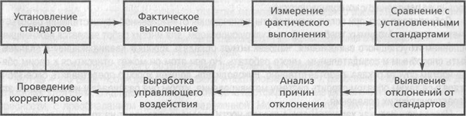 Установление
стандартов
Фактическое
выполнение
Измерение
фактического
выполнения
Сравнение с
установленными
стандартами
Проведение
корректировок
Выработка
управляющего
воздействия
Анализ
причин
отклонения
Выявление
отклонений от
стандартов